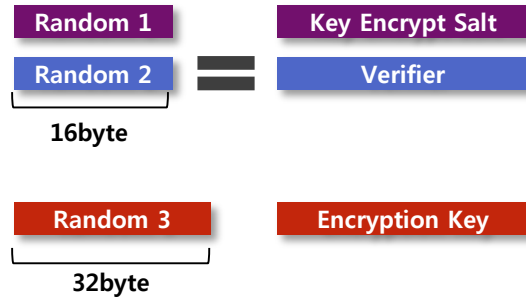 Random 1 Key Encrypt Salt
Random 2 Verifier
16byte
Random 3 Encryption Key
32byte